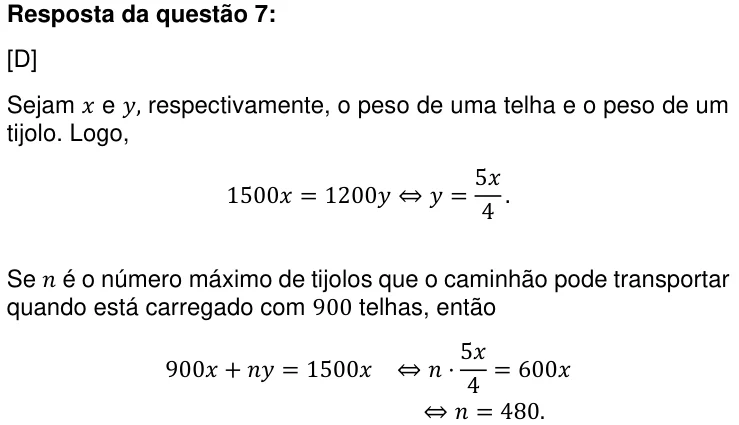 Resposta da questão 7:
[D]
Sejam 𝑥 e 𝑦, respectivamente, o peso de uma telha e o peso de um
tijolo. Logo,
1500𝑥 = 1200𝑦 ⇔ 𝑦 = 5𝑥/4.
Se 𝑛 é o número máximo de tijolos que o caminhão pode transportar
quando está carregado com 900 telhas, então
900𝑥 + 𝑛𝑦 = 1500𝑥 ⇔ 𝑛 · 5𝑥/4 = 600𝑥
⇔ 𝑛 = 480.